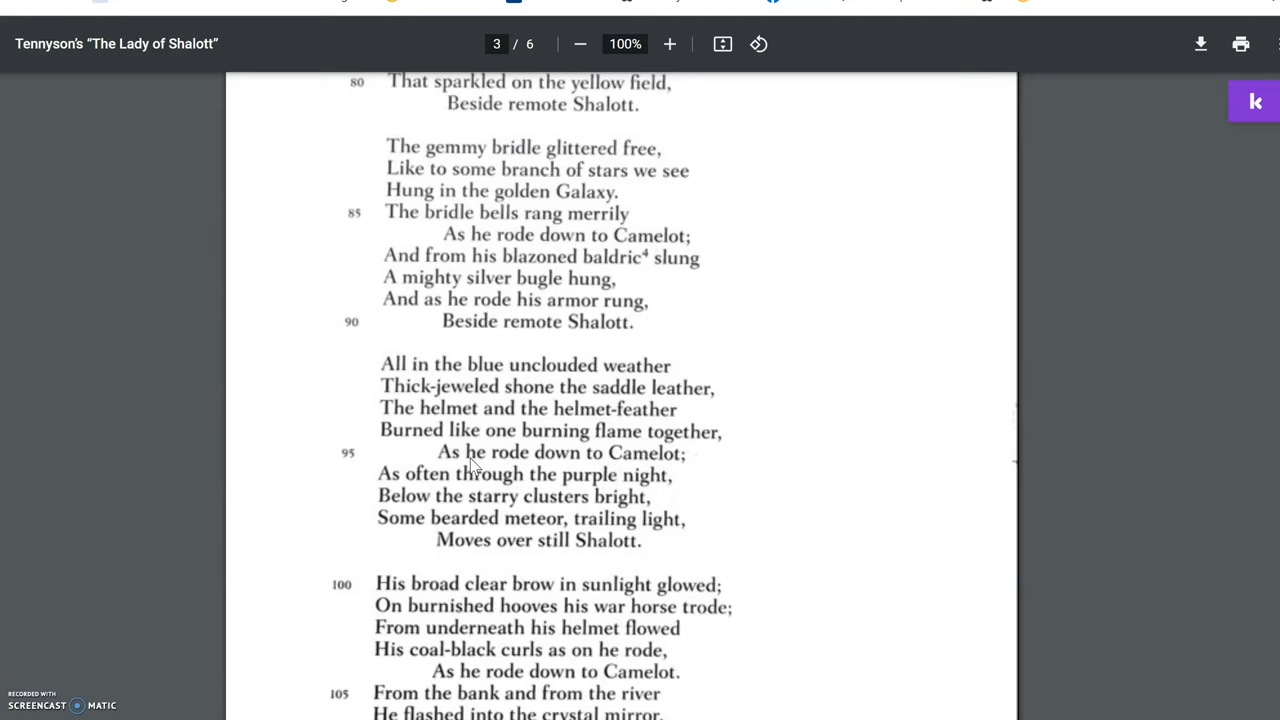 Tennyson's "The Lady of Shalott"
3 / 6
100%
k
80 That sparkled on the yellow field,
Beside remote Shalott.
The gemmy bridle glittered free,
Like to some branch of stars we see
Hung in the golden Galaxy.
85 The bridle bells rang merrily
As he rode down to Camelot;
And from his blazoned baldric⁴ slung
A mighty silver bugle hung,
And as he rode his armor rung,
90 Beside remote Shalott.
All in the blue unclouded weather
Thick-jeweled shone the saddle leather,
The helmet and the helmet-feather
Burned like one burning flame together,
95 As he rode down to Camelot;
As often through the purple night,
Below the starry clusters bright,
Some bearded meteor, trailing light,
Moves over still Shalott.
100 His broad clear brow in sunlight glowed;
On burnished hooves his war horse trode;
From underneath his helmet flowed
His coal-black curls as on he rode,
As he rode down to Camelot.
105 From the bank and from the river
He flashed into the crystal mirror,
RECORDED WITH
SCREENCAST MATIC